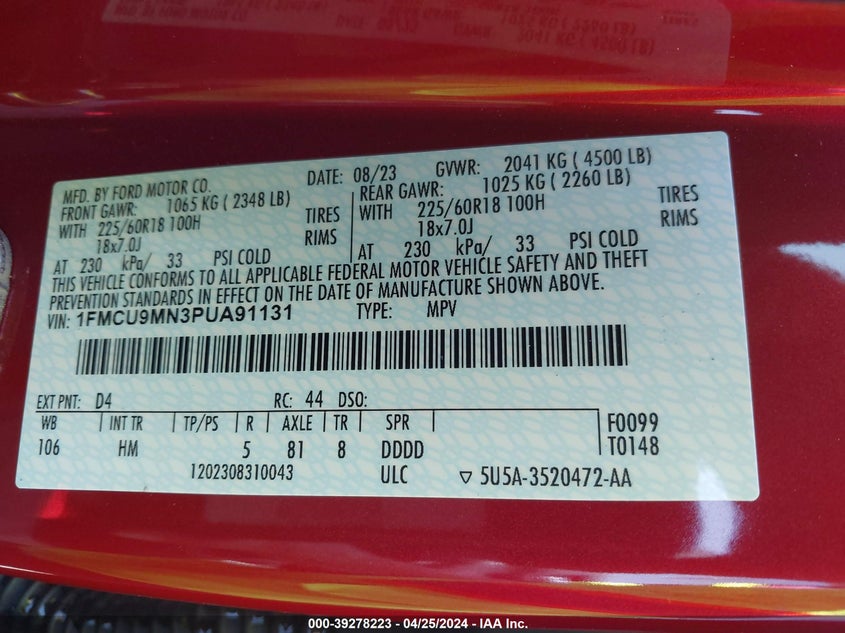 MFD. BY FORD MOTOR CO. DATE: 08/23 GVWR: 2041 KG ( 4500 LB)
FRONT GAWR: 1065 KG ( 2348 LB) REAR GAWR: 1025 KG ( 2260 LB)
WITH 225/60R18 100H TIRES WITH 225/60R18 100H TIRES
18x7.0J RIMS 18x7.0J RIMS
AT 230 kPa/ 33 PSI COLD AT 230 kPa/ 33 PSI COLD
THIS VEHICLE CONFORMS TO ALL APPLICABLE FEDERAL MOTOR VEHICLE SAFETY AND THEFT
PREVENTION STANDARDS IN EFFECT ON THE DATE OF MANUFACTURE SHOWN ABOVE.
VIN: 1FMCU9MN3PUA91131 TYPE: MPV
EXT PNT: D4 RC: 44 DSO:
WB INT TR TP/PS R AXLE TR SPR F0099
106 HM 5 81 8 DDDD T0148
1202308310043 ULC ▽ 5U5A-3520472-AA
000-39278223 - 04/25/2024 - IAA Inc.